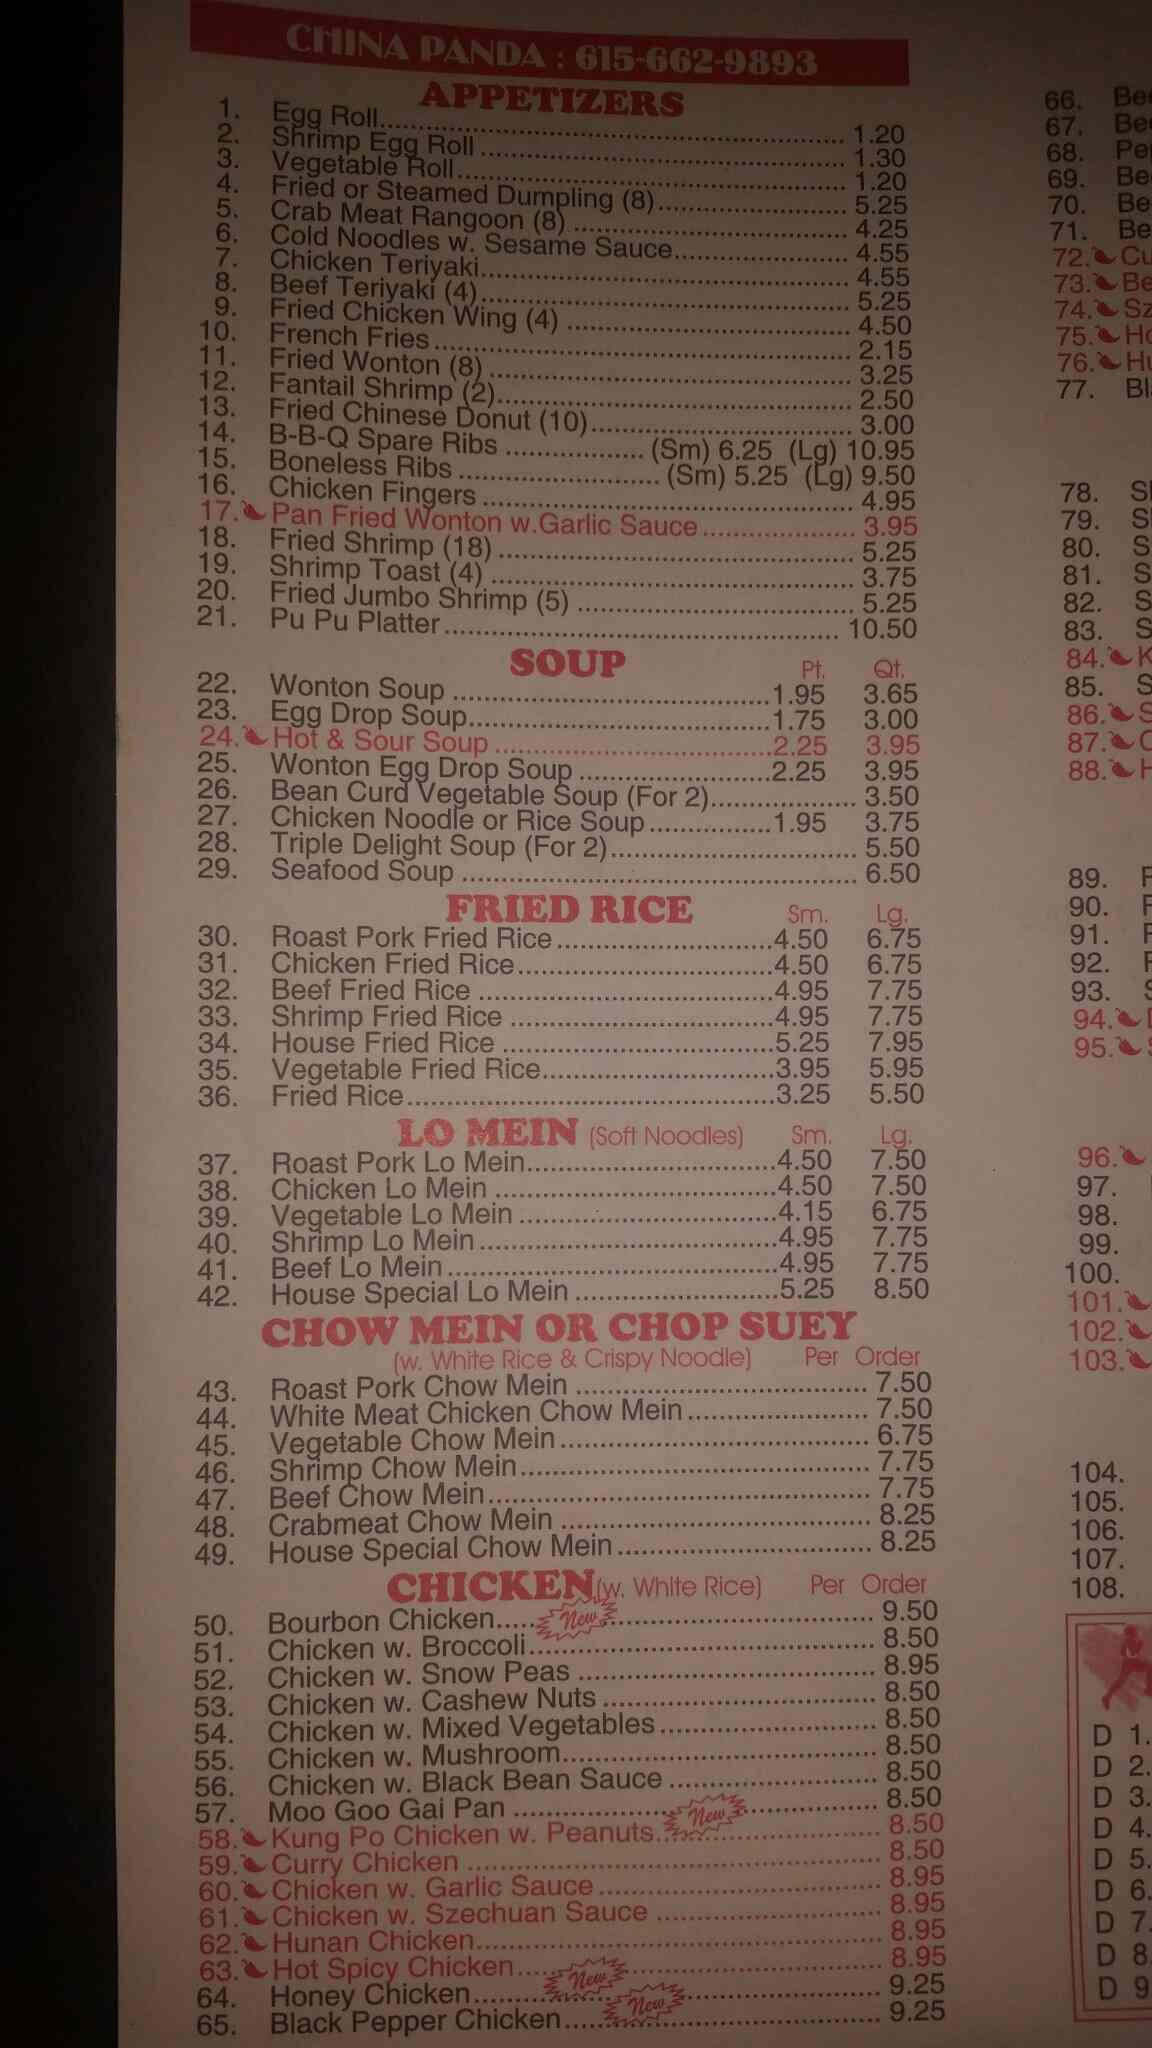 CHINA PANDA : 615-662-9893
APPETIZERS
1. Egg Roll 1.20
2. Shrimp Egg Roll 1.30
3. Vegetable Roll 1.20
4. Fried or Steamed Dumpling (8) 5.25
5. Crab Meat Rangoon (8) 4.25
6. Cold Noodles w. Sesame Sauce 4.55
7. Chicken Teriyaki 4.55
8. Beef Teriyaki (4) 5.25
9. Fried Chicken Wing (4) 4.50
10. French Fries 2.15
11. Fried Wonton (8) 3.25
12. Fantail Shrimp (2) 2.50
13. Fried Chinese Donut (10) 3.00
14. B-B-Q Spare Ribs (Sm) 6.25 (Lg) 10.95
15. Boneless Ribs (Sm) 5.25 (Lg) 9.50
16. Chicken Fingers 4.95
17. Pan Fried Wonton w.Garlic Sauce 3.95
18. Fried Shrimp (18) 5.25
19. Shrimp Toast (4) 3.75
20. Fried Jumbo Shrimp (5) 5.25
21. Pu Pu Platter 10.50
SOUP Pt. Qt.
22. Wonton Soup 1.95 3.65
23. Egg Drop Soup 1.75 3.00
24. Hot & Sour Soup 2.25 3.95
25. Wonton Egg Drop Soup 2.25 3.95
26. Bean Curd Vegetable Soup (For 2) 3.50
27. Chicken Noodle or Rice Soup 1.95 3.75
28. Triple Delight Soup (For 2) 5.50
29. Seafood Soup 6.50
FRIED RICE Sm. Lg.
30. Roast Pork Fried Rice 4.50 6.75
31. Chicken Fried Rice 4.50 6.75
32. Beef Fried Rice 4.95 7.75
33. Shrimp Fried Rice 4.95 7.75
34. House Fried Rice 5.25 7.95
35. Vegetable Fried Rice 3.95 5.95
36. Fried Rice 3.25 5.50
LO MEIN (Soft Noodles) Sm. Lg.
37. Roast Pork Lo Mein 4.50 7.50
38. Chicken Lo Mein 4.50 7.50
39. Vegetable Lo Mein 4.15 6.75
40. Shrimp Lo Mein 4.95 7.75
41. Beef Lo Mein 4.95 7.75
42. House Special Lo Mein 5.25 8.50
CHOW MEIN OR CHOP SUEY
(w. White Rice & Crispy Noodle) Per Order
43. Roast Pork Chow Mein 7.50
44. White Meat Chicken Chow Mein 7.50
45. Vegetable Chow Mein 6.75
46. Shrimp Chow Mein 7.75
47. Beef Chow Mein 7.75
48. Crabmeat Chow Mein 8.25
49. House Special Chow Mein 8.25
CHICKEN (w. White Rice) Per Order
50. Bourbon Chicken New 9.50
51. Chicken w. Broccoli 8.50
52. Chicken w. Snow Peas 8.95
53. Chicken w. Cashew Nuts 8.50
54. Chicken w. Mixed Vegetables 8.50
55. Chicken w. Mushroom 8.50
56. Chicken w. Black Bean Sauce 8.50
57. Moo Goo Gai Pan 8.50
58. Kung Po Chicken w. Peanuts New 8.50
59. Curry Chicken 8.50
60. Chicken w. Garlic Sauce 8.95
61. Chicken w. Szechuan Sauce 8.95
62. Hunan Chicken 8.95
63. Hot Spicy Chicken 8.95
64. Honey Chicken New 9.25
65. Black Pepper Chicken New 9.25
66.
67.
68.
69.
70.
71.
72.
73.
74.
75.
76.
77.
78.
79.
80.
81.
82.
83.
84.
85.
86.
87.
88.
89.
90.
91.
92.
93.
94.
95.
96.
97.
98.
99.
100.
101.
102.
103.
104.
105.
106.
107.
108.
D 1.
D 2.
D 3.
D 4.
D 5.
D 6.
D 7.
D 8.
D 9